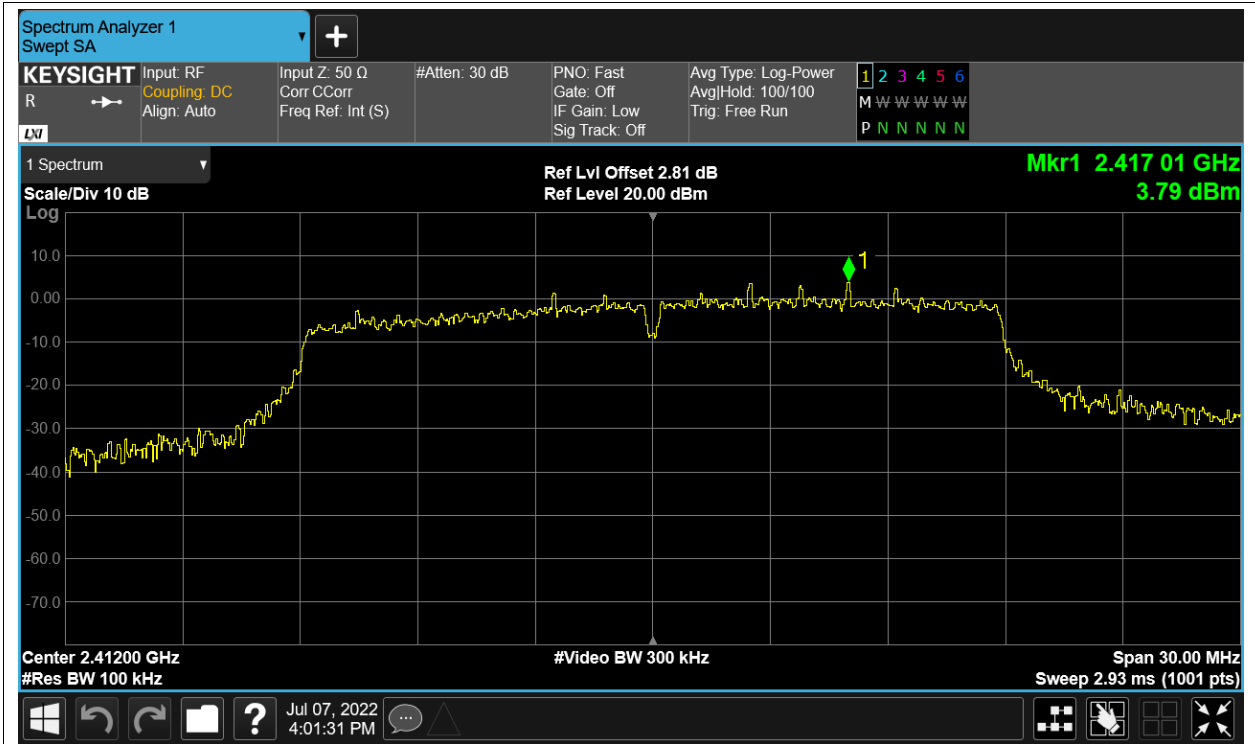 Spectrum Analyzer 1
Swept SA
+
KEYSIGHT
R
LXI
Input: RF
Coupling: DC
Align: Auto
Input Z: 50 Ω
Corr CCorr
Freq Ref: Int (S)
#Atten: 30 dB
PNO: Fast
Gate: Off
IF Gain: Low
Sig Track: Off
Avg Type: Log-Power
Avg|Hold: 100/100
Trig: Free Run
1 2 3 4 5 6
M W W W W W
P N N N N N
1 Spectrum
Scale/Div 10 dB
Log
Ref Lvl Offset 2.81 dB
Ref Level 20.00 dBm
Mkr1 2.417 01 GHz
3.79 dBm
1
10.0
0.00
-10.0
-20.0
-30.0
-40.0
-50.0
-60.0
-70.0
Center 2.41200 GHz
#Video BW 300 kHz
Span 30.00 MHz
#Res BW 100 kHz
Sweep 2.93 ms (1001 pts)
?
Jul 07, 2022
4:01:31 PM